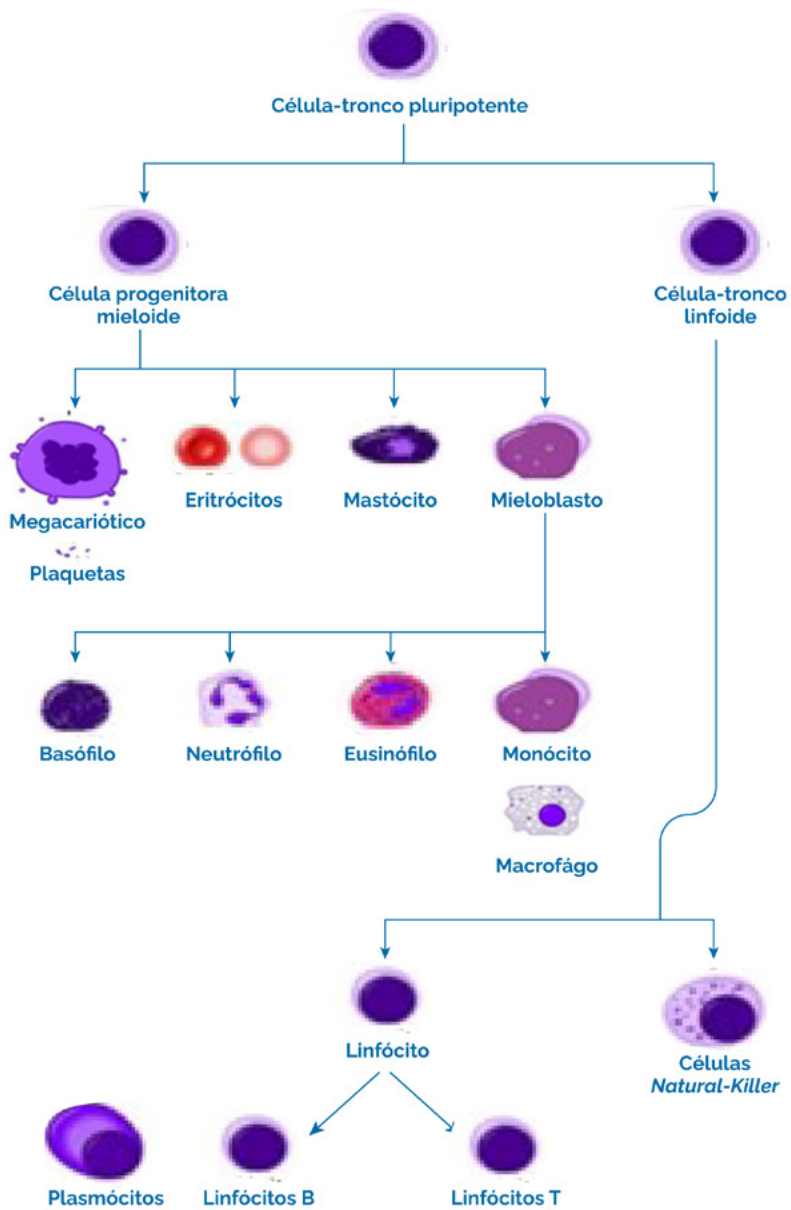 Célula-tronco pluripotente
Célula progenitora
mieloide
Célula-tronco
linfoide
Megacariótico
Eritrócitos
Mastócito
Mieloblasto
Plaquetas
Basófilo
Neutrófilo
Eusinófilo
Monócito
Macrofágo
Linfócito
Células
Natural-Killer
Plasmócitos
Linfócitos B
Linfócitos T